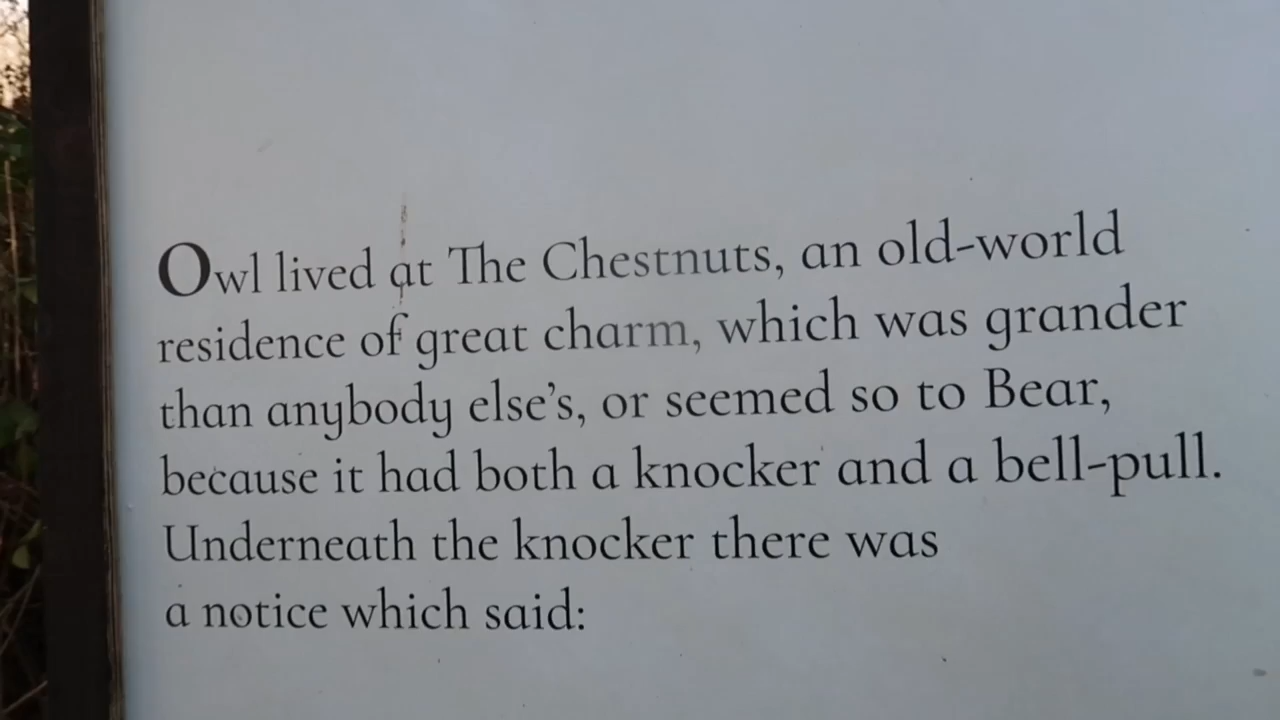 Owl lived at The Chestnuts, an old-world
residence of great charm, which was grander
than anybody else's, or seemed so to Bear,
because it had both a knocker and a bell-pull.
Underneath the knocker there was
a notice which said: